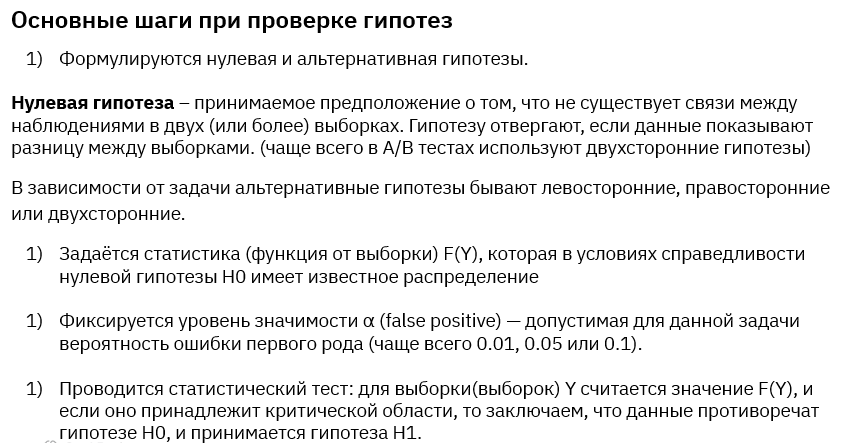 Основные шаги при проверке гипотез
1) Формулируются нулевая и альтернативная гипотезы.
Нулевая гипотеза – принимаемое предположение о том, что не существует связи между
наблюдениями в двух (или более) выборках. Гипотезу отвергают, если данные показывают
разницу между выборками. (чаще всего в A/B тестах используют двухсторонние гипотезы)
В зависимости от задачи альтернативные гипотезы бывают левосторонние, правосторонние
или двухсторонние.
1) Задаётся статистика (функция от выборки) F(Y), которая в условиях справедливости
нулевой гипотезы H0 имеет известное распределение
1) Фиксируется уровень значимости α (false positive) — допустимая для данной задачи
вероятность ошибки первого рода (чаще всего 0.01, 0.05 или 0.1).
1) Проводится статистический тест: для выборки(выборок) Y считается значение F(Y), и
если оно принадлежит критической области, то заключаем, что данные противоречат
гипотезе H0, и принимается гипотеза H1.